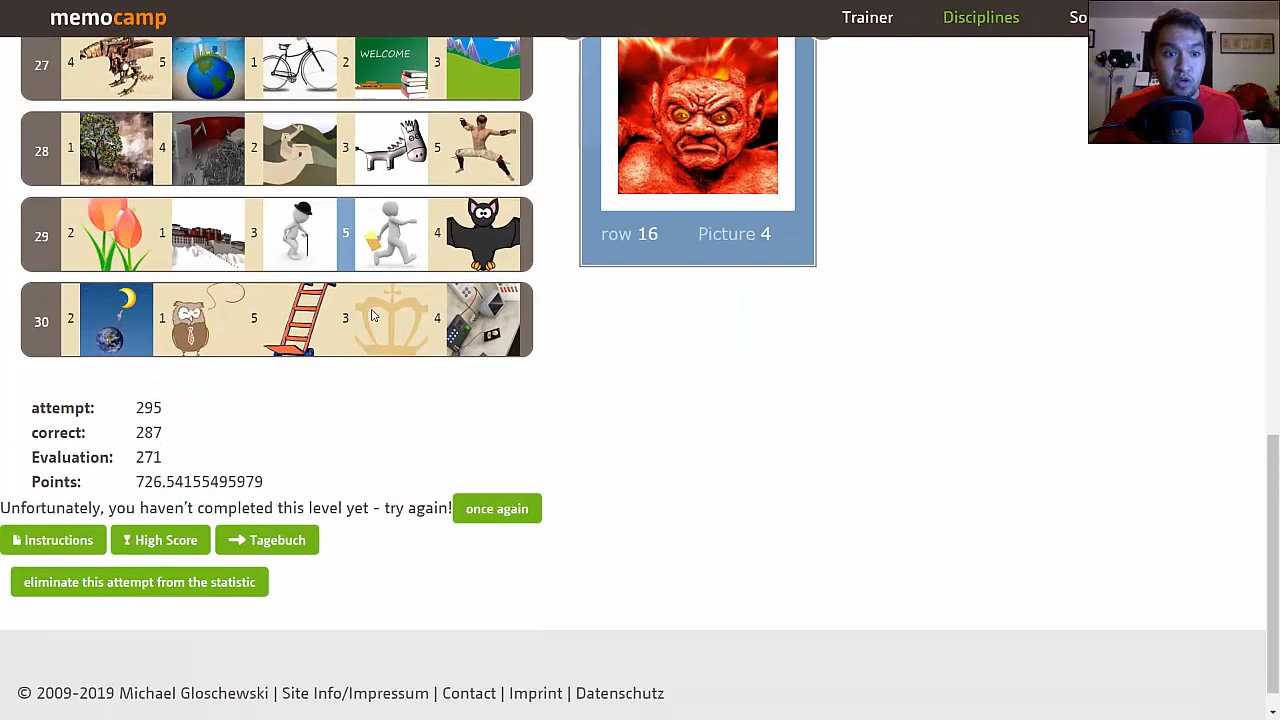 memocamp
Trainer
Disciplines
So
27 4 5 1 2 3
WELCOME
28 1 4 2 3 5
29 2 1 3 5 4
30 2 1 5 3 4
row 16 Picture 4
attempt: 295
correct: 287
Evaluation: 271
Points: 726.54155495979
Unfortunately, you haven't completed this level yet - try again! once again
Instructions
High Score
Tagebuch
eliminate this attempt from the statistic
© 2009-2019 Michael Gloschewski | Site Info/Impressum | Contact | Imprint | Datenschutz